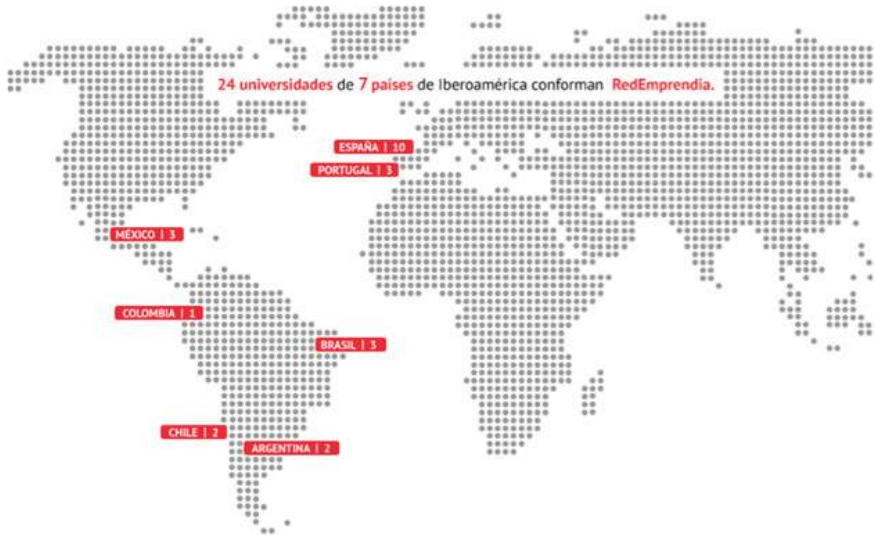 24 universidades de 7 países de Iberoamérica conforman RedEmprendia.
ESPAÑA | 10
PORTUGAL | 3
MÉXICO | 3
COLOMBIA | 1
BRASIL | 3
CHILE | 2
ARGENTINA | 2